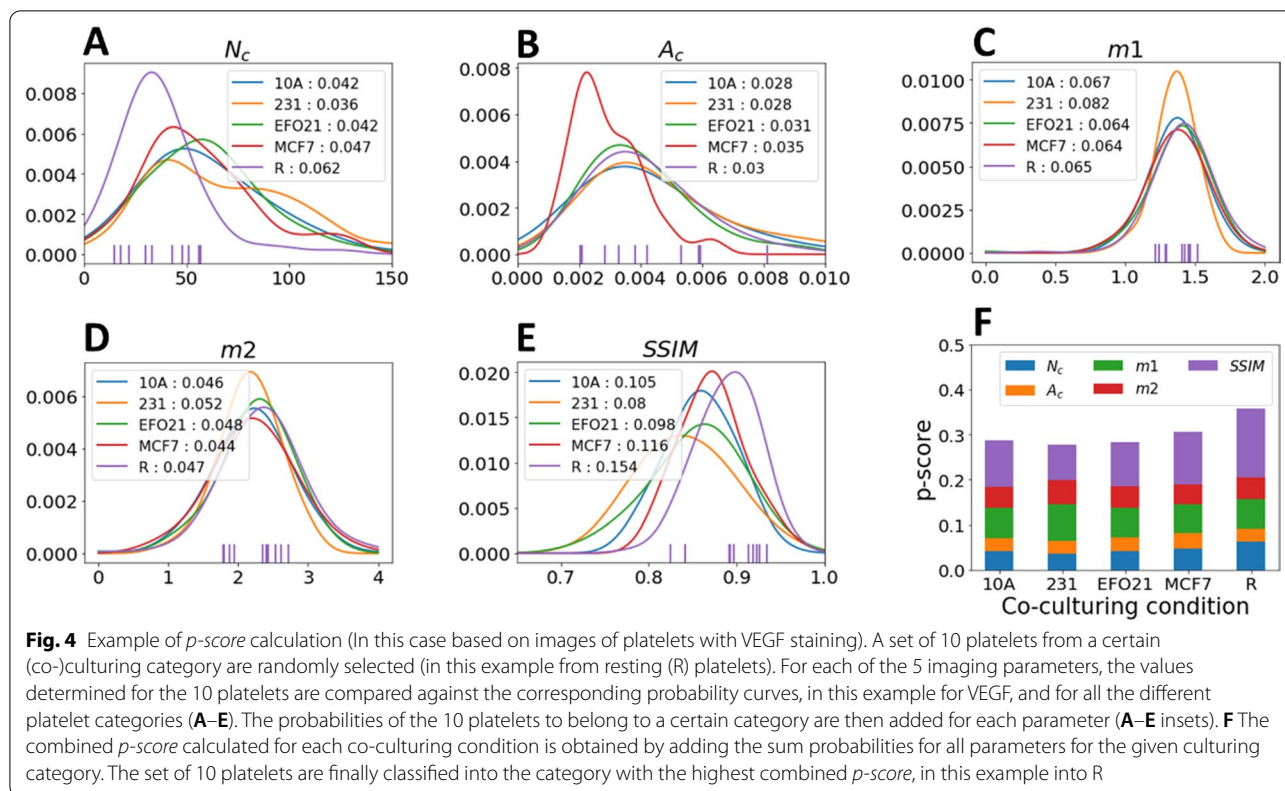 A
N_c
10A : 0.042
231 : 0.036
EFO21 : 0.042
MCF7 : 0.047
R : 0.062
0.008
0.006
0.004
0.002
0.000
0 50 100 150
B
A_c
10A : 0.028
231 : 0.028
EFO21 : 0.031
MCF7 : 0.035
R : 0.03
0.008
0.006
0.004
0.002
0.000
0.000 0.002 0.004 0.006 0.008 0.010
C
m1
10A : 0.067
231 : 0.082
EFO21 : 0.064
MCF7 : 0.064
R : 0.065
0.0100
0.0075
0.0050
0.0025
0.0000
0.0 0.5 1.0 1.5 2.0
D
m2
10A : 0.046
231 : 0.052
EFO21 : 0.048
MCF7 : 0.044
R : 0.047
0.006
0.004
0.002
0.000
0 1 2 3 4
E
SSIM
10A : 0.105
231 : 0.08
EFO21 : 0.098
MCF7 : 0.116
R : 0.154
0.020
0.015
0.010
0.005
0.000
0.7 0.8 0.9 1.0
F
N_c m1 SSIM
A_c m2
0.5
0.4
0.3
0.2
0.1
0.0
p-score
10A 231 EFO21 MCF7 R
Co-culturing condition
Fig. 4 Example of p-score calculation (In this case based on images of platelets with VEGF staining). A set of 10 platelets from a certain
(co-)culturing category are randomly selected (in this example from resting (R) platelets). For each of the 5 imaging parameters, the values
determined for the 10 platelets are compared against the corresponding probability curves, in this example for VEGF, and for all the different
platelet categories (A–E). The probabilities of the 10 platelets to belong to a certain category are then added for each parameter (A–E insets). F The
combined p-score calculated for each co-culturing condition is obtained by adding the sum probabilities for all parameters for the given culturing
category. The set of 10 platelets are finally classified into the category with the highest combined p-score, in this example into R